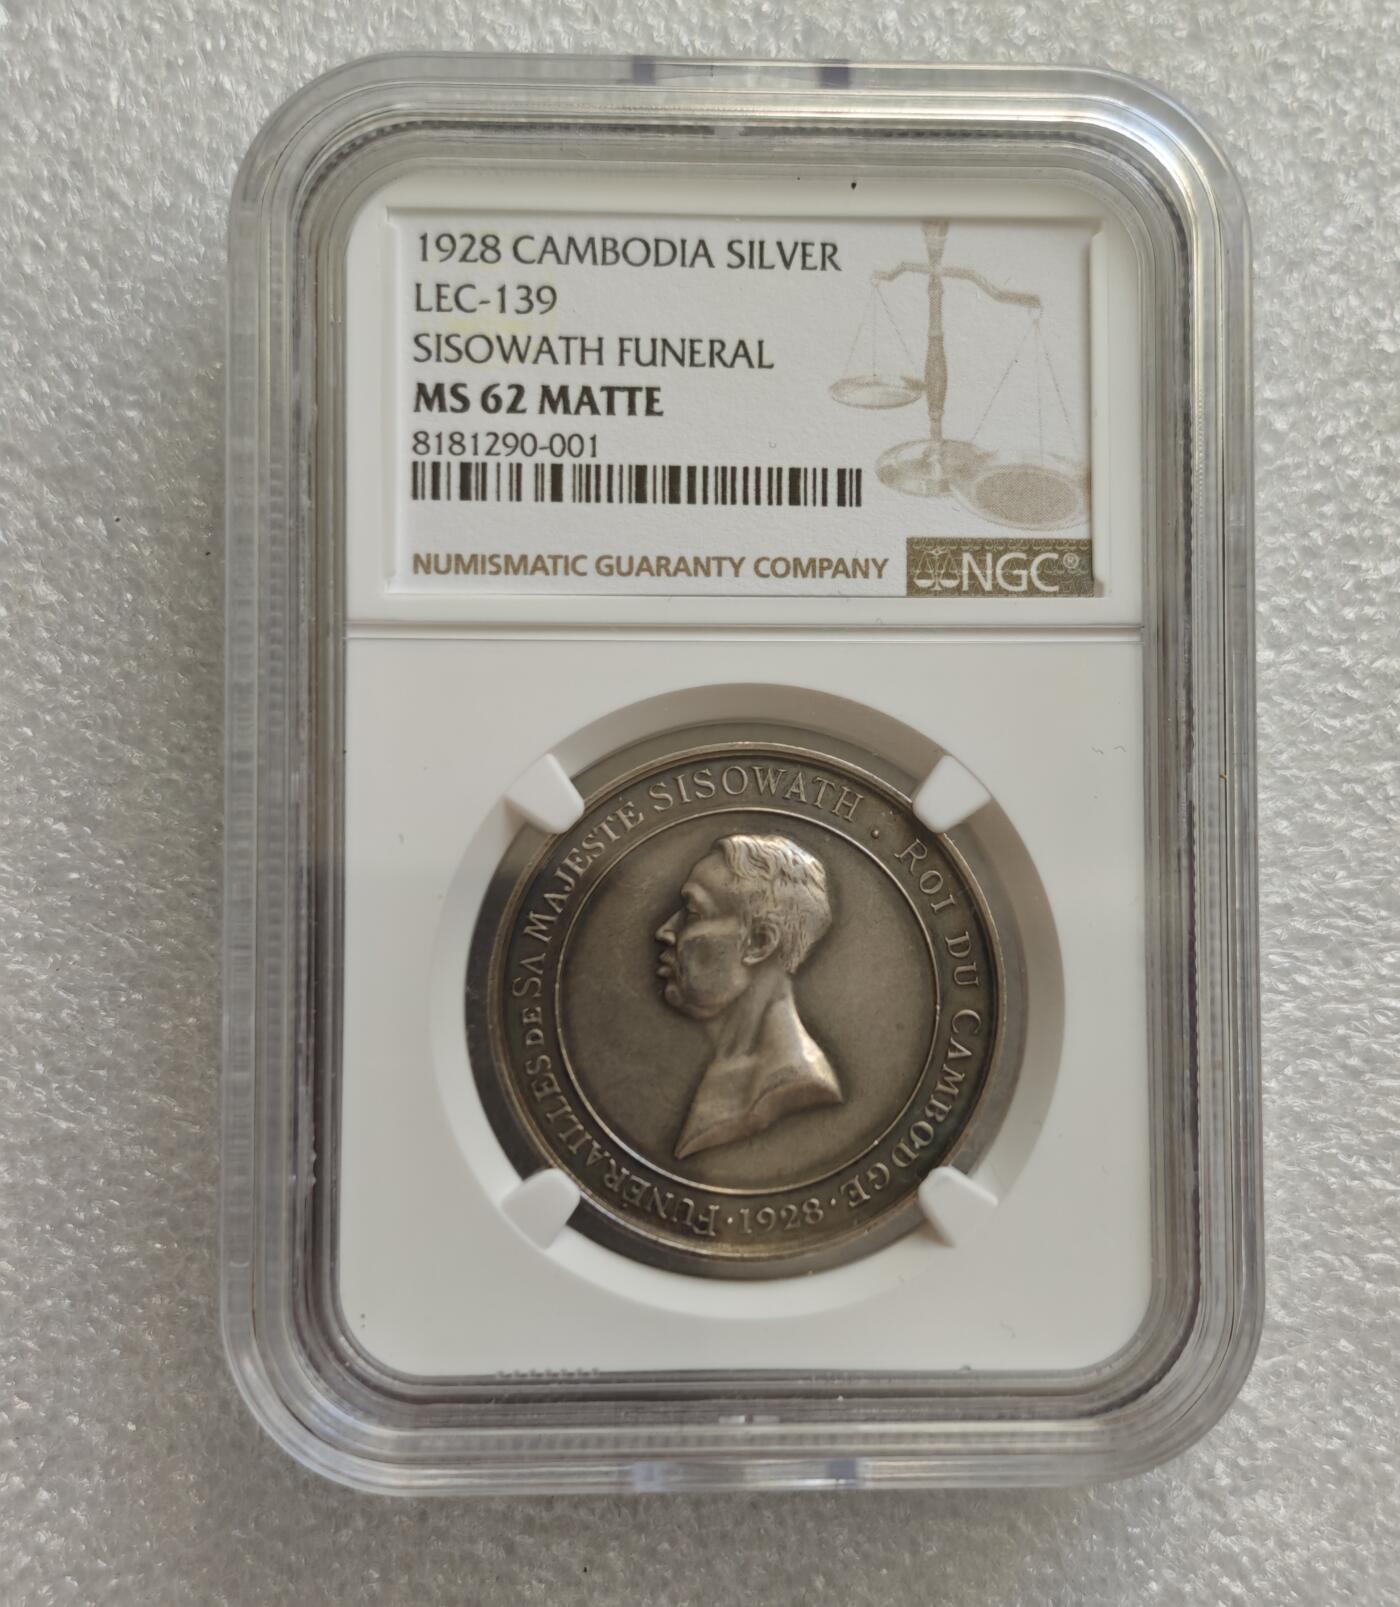 1928 CAMBODIA SILVER
LEC-139
SISOWATH FUNERAL
MS 62 MATTE
8181290-001
NUMISMATIC GUARANTY COMPANY
NGC®
FUNERAILLES DE SA MAJESTÉ SISOWATH · ROI DU CAMBODGE ·
· 1928 ·